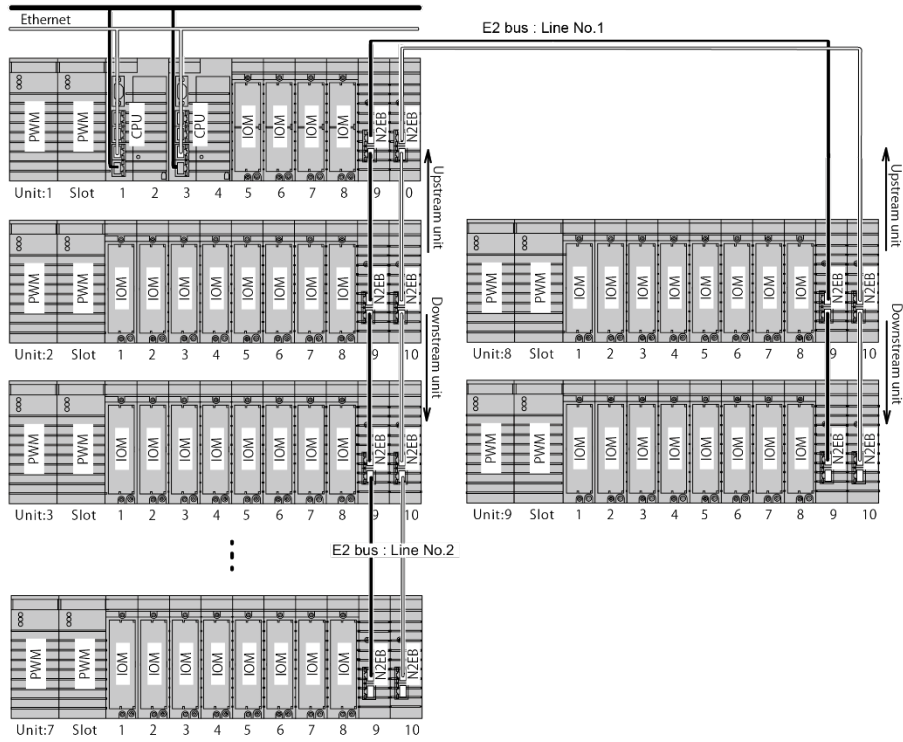 Ethernet
E2 bus : Line No.1
PWM PWM CPU CPU IOM IOM IOM IOM N2EB N2EB
Unit:1 Slot 1 2 3 4 5 6 7 8 9 0
Upstream unit
Upstream unit
PWM PWM IOM IOM IOM IOM IOM IOM IOM IOM N2EB N2EB
Unit:2 Slot 1 2 3 4 5 6 7 8 9 10
PWM PWM IOM IOM IOM IOM IOM IOM IOM IOM N2EB N2EB
Unit:8 Slot 1 2 3 4 5 6 7 8 9 10
Downstream unit
Downstream unit
PWM PWM IOM IOM IOM IOM IOM IOM IOM IOM N2EB N2EB
Unit:3 Slot 1 2 3 4 5 6 7 8 9 10
PWM PWM IOM IOM IOM IOM IOM IOM IOM IOM N2EB N2EB
Unit:9 Slot 1 2 3 4 5 6 7 8 9 10
E2 bus : Line No.2
PWM PWM IOM IOM IOM IOM IOM IOM IOM IOM N2EB N2EB
Unit:7 Slot 1 2 3 4 5 6 7 8 9 10